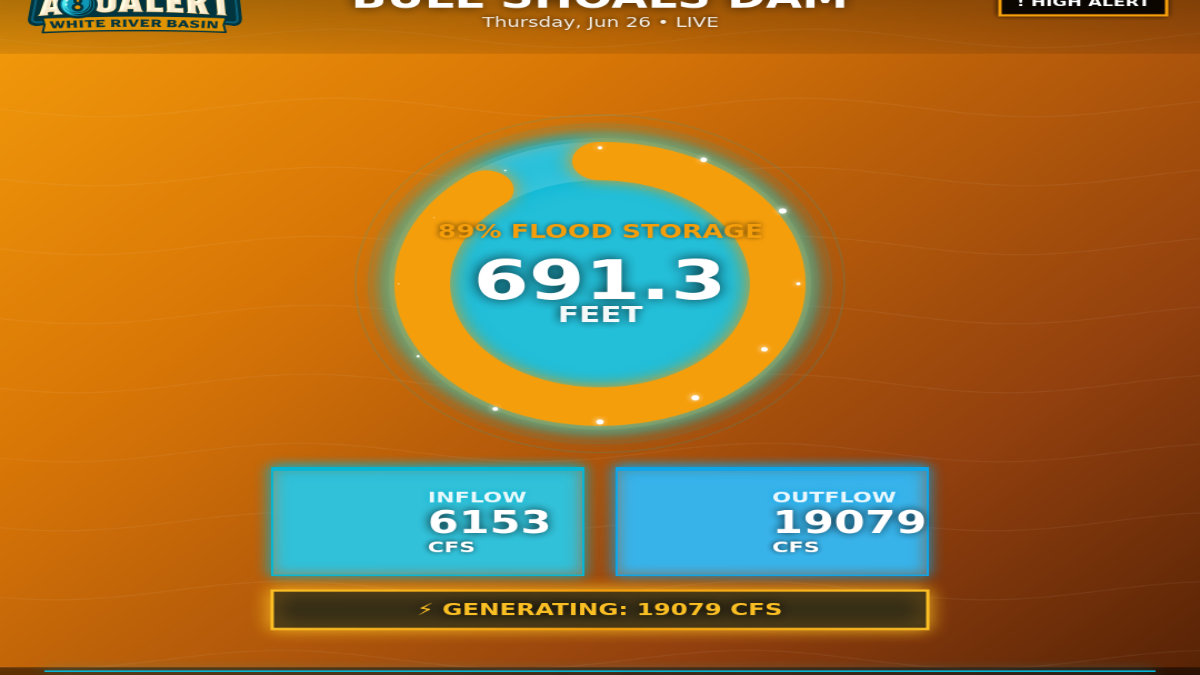 AQUALERT
8
WHITE RIVER BASIN
BULL SHOALS DAM
Thursday, Jun 26 • LIVE
! HIGH ALERT
89% FLOOD STORAGE
691.3
FEET
INFLOW
6153
CFS
OUTFLOW
19079
CFS
⚡ GENERATING: 19079 CFS